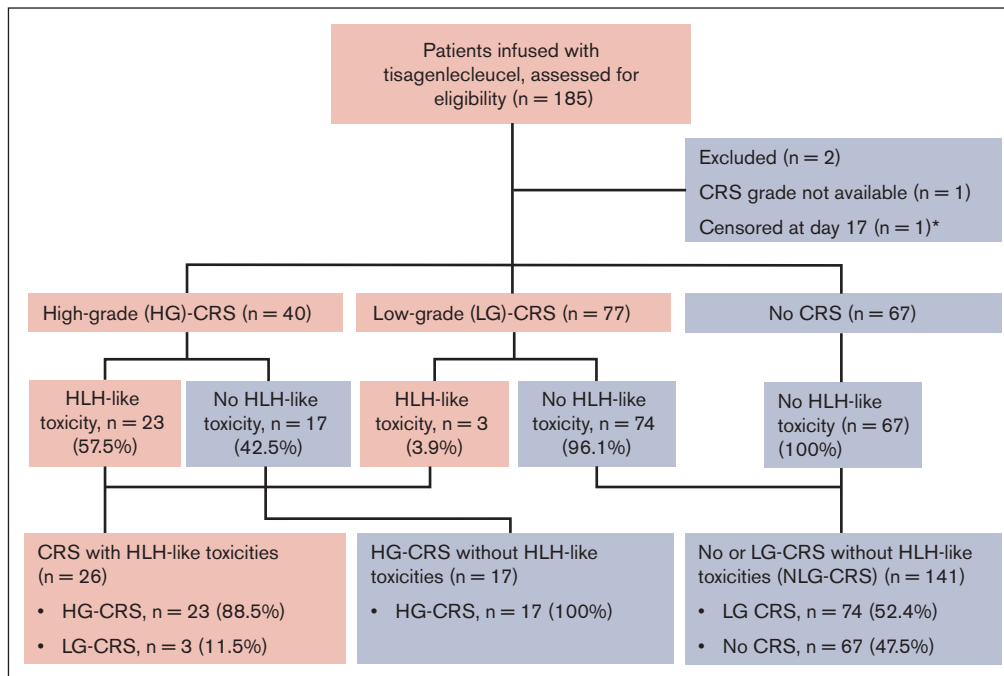 Patients infused with
tisagenlecleucel, assessed for
eligibility (n = 185)
Excluded (n = 2)
CRS grade not available (n = 1)
Censored at day 17 (n = 1)*
High-grade (HG)-CRS (n = 40)
Low-grade (LG)-CRS (n = 77)
No CRS (n = 67)
HLH-like
toxicity, n = 23
(57.5%)
No HLH-like
toxicity, n = 17
(42.5%)
HLH-like
toxicity, n = 3
(3.9%)
No HLH-like
toxicity, n = 74
(96.1%)
No HLH-like
toxicity (n = 67)
(100%)
CRS with HLH-like toxicities
(n = 26)
• HG-CRS, n = 23 (88.5%)
• LG-CRS, n = 3 (11.5%)
HG-CRS without HLH-like
toxicities (n = 17)
• HG-CRS, n = 17 (100%)
No or LG-CRS without HLH-like
toxicities (NLG-CRS) (n = 141)
• LG CRS, n = 74 (52.4%)
• No CRS, n = 67 (47.5%)